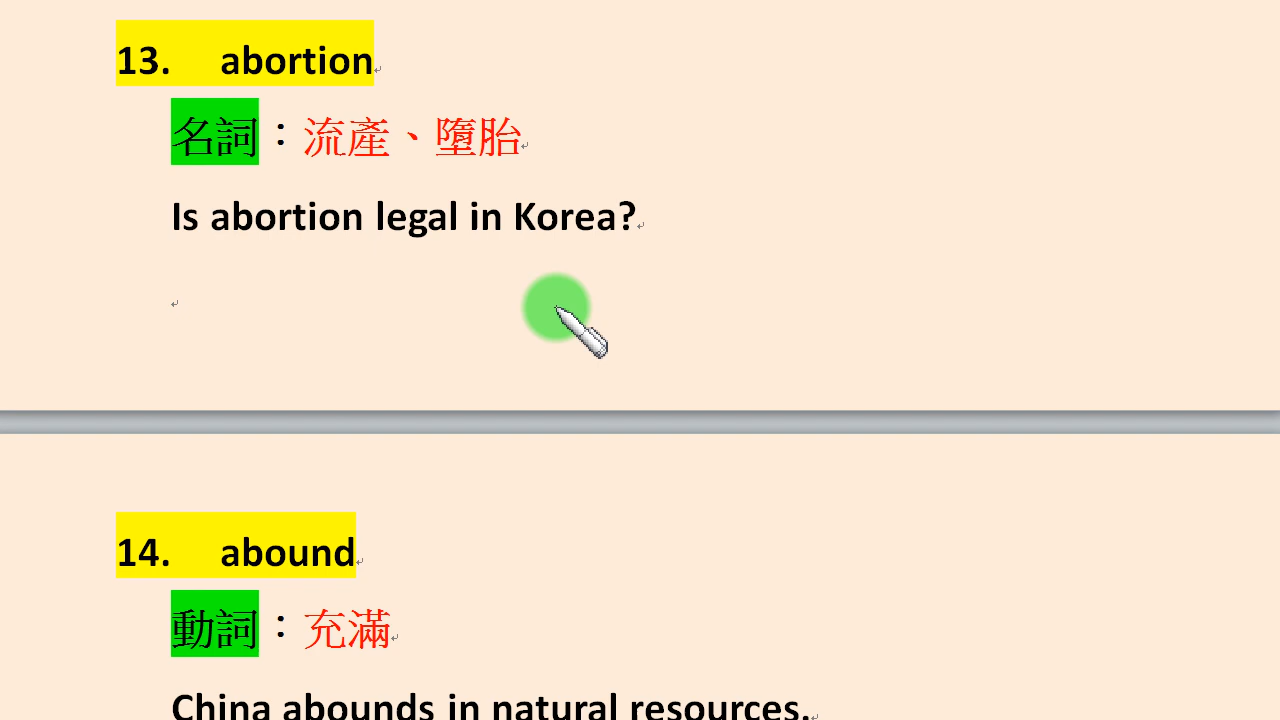 13. abortion
名詞：流產、墮胎
Is abortion legal in Korea?
14. abound
動詞：充滿
China abounds in natural resources.